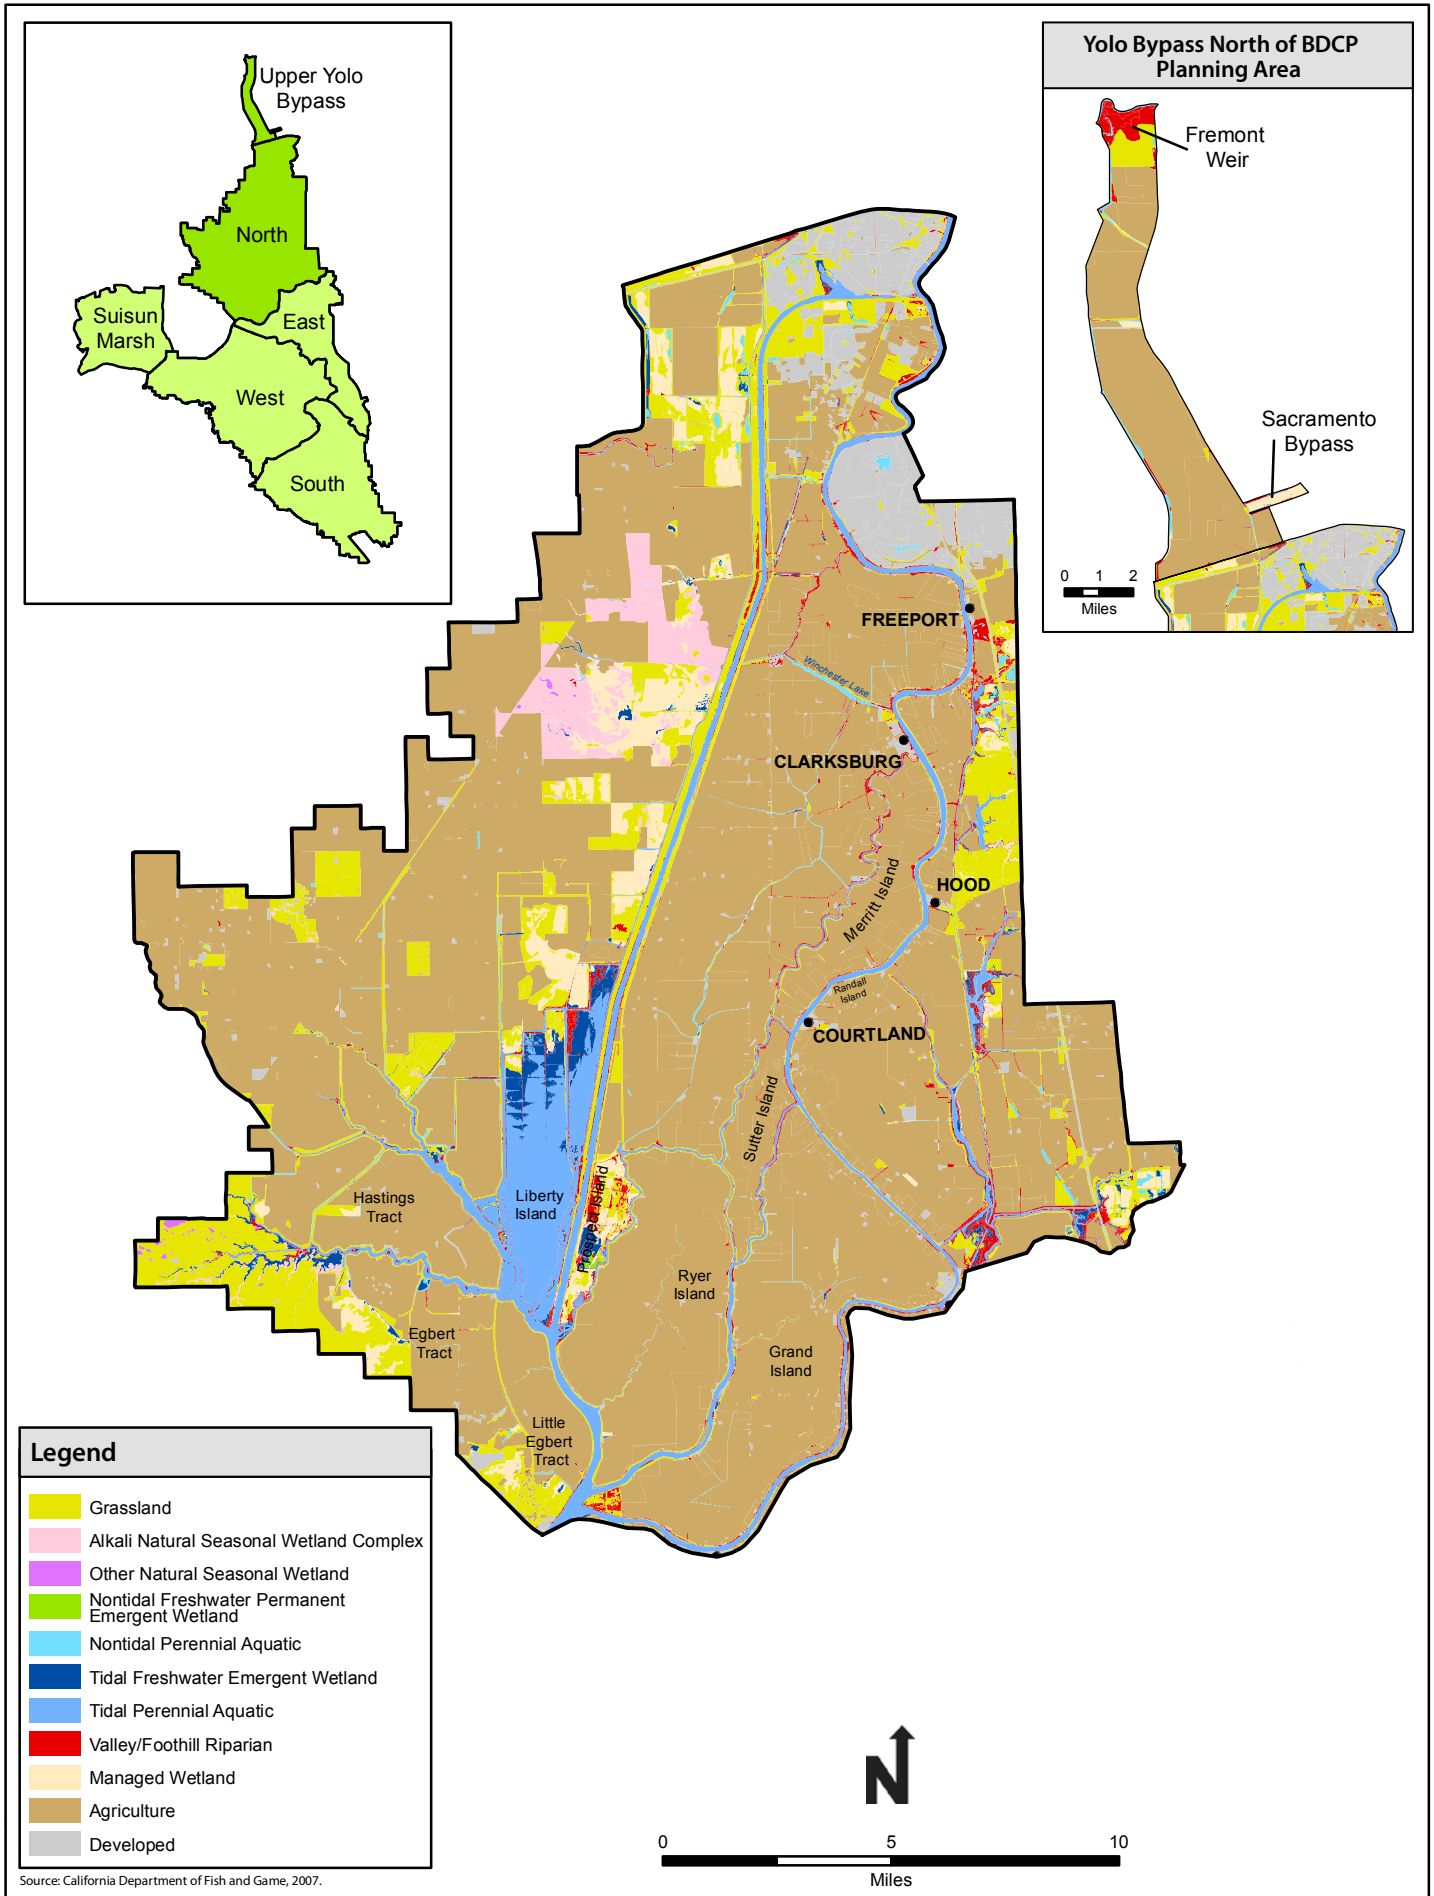 Upper Yolo
Bypass
North
Suisun
Marsh
East
West
South
Yolo Bypass North of BDCP
Planning Area
Fremont
Weir
Sacramento
Bypass
0 1 2
Miles
FREEPORT
Winchester Lake
CLARKSBURG
HOOD
Merritt Island
Randall
Island
COURTLAND
Sutter Island
Hastings
Tract
Liberty
Island
Prospect Island
Ryer
Island
Egbert
Tract
Grand
Island
Little
Egbert
Tract
Legend
Grassland
Alkali Natural Seasonal Wetland Complex
Other Natural Seasonal Wetland
Nontidal Freshwater Permanent
Emergent Wetland
Nontidal Perennial Aquatic
Tidal Freshwater Emergent Wetland
Tidal Perennial Aquatic
Valley/Foothill Riparian
Managed Wetland
Agriculture
Developed
N
0 5 10
Miles
Source: California Department of Fish and Game, 2007.